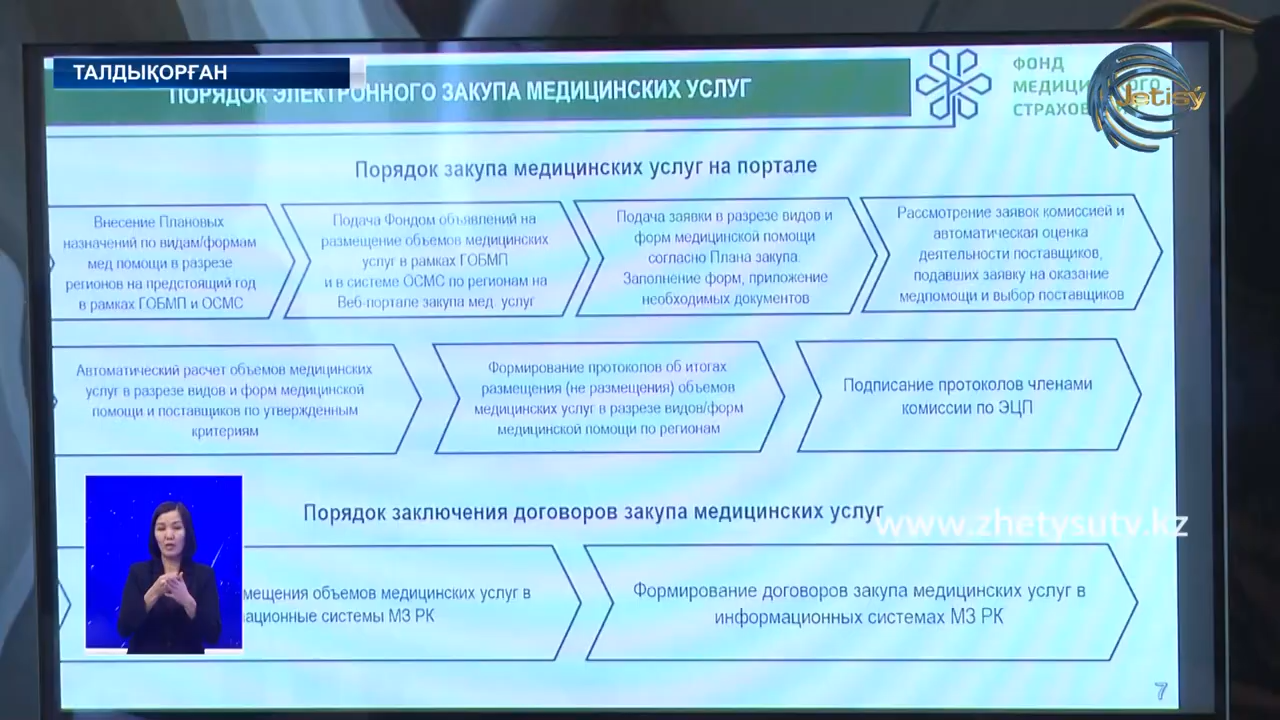 ТАЛДЫҚОРҒАН
ПОРЯДОК ЭЛЕКТРОННОГО ЗАКУПА МЕДИЦИНСКИХ УСЛУГ
ФОНД
МЕДИЦИНСКОГО
Jetisý
Порядок закупа медицинских услуг на портале
Внесение Плановых
назначений по видам/формам
мед помощи в разрезе
регионов на предстоящий год
в рамках ГОБМП и ОСМС
Подача Фондом объявлений на
размещение объемов медицинских
услуг в рамках ГОБМП
и в системе ОСМС по регионам на
Веб-портале закупа мед. услуг
Подача заявки в разрезе видов и
форм медицинской помощи
согласно Плана закупа.
Заполнение форм, приложение
необходимых документов
Рассмотрение заявок комиссией и
автоматическая оценка
деятельности поставщиков,
подавших заявку на оказание
медпомощи и выбор поставщиков
Автоматический расчет объемов медицинских
услуг в разрезе видов и форм медицинской
помощи и поставщиков по утвержденным
критериям
Формирование протоколов об итогах
размещения (не размещения) объемов
медицинских услуг в разрезе видов/форм
медицинской помощи по регионам
Подписание протоколов членами
комиссии по ЭЦП
Порядок заключения договоров закупа медицинских услуг
www.zhetysutv.kz
объемов медицинских услуг в
системы МЗ РК
Формирование договоров закупа медицинских услуг в
информационных системах МЗ РК
7